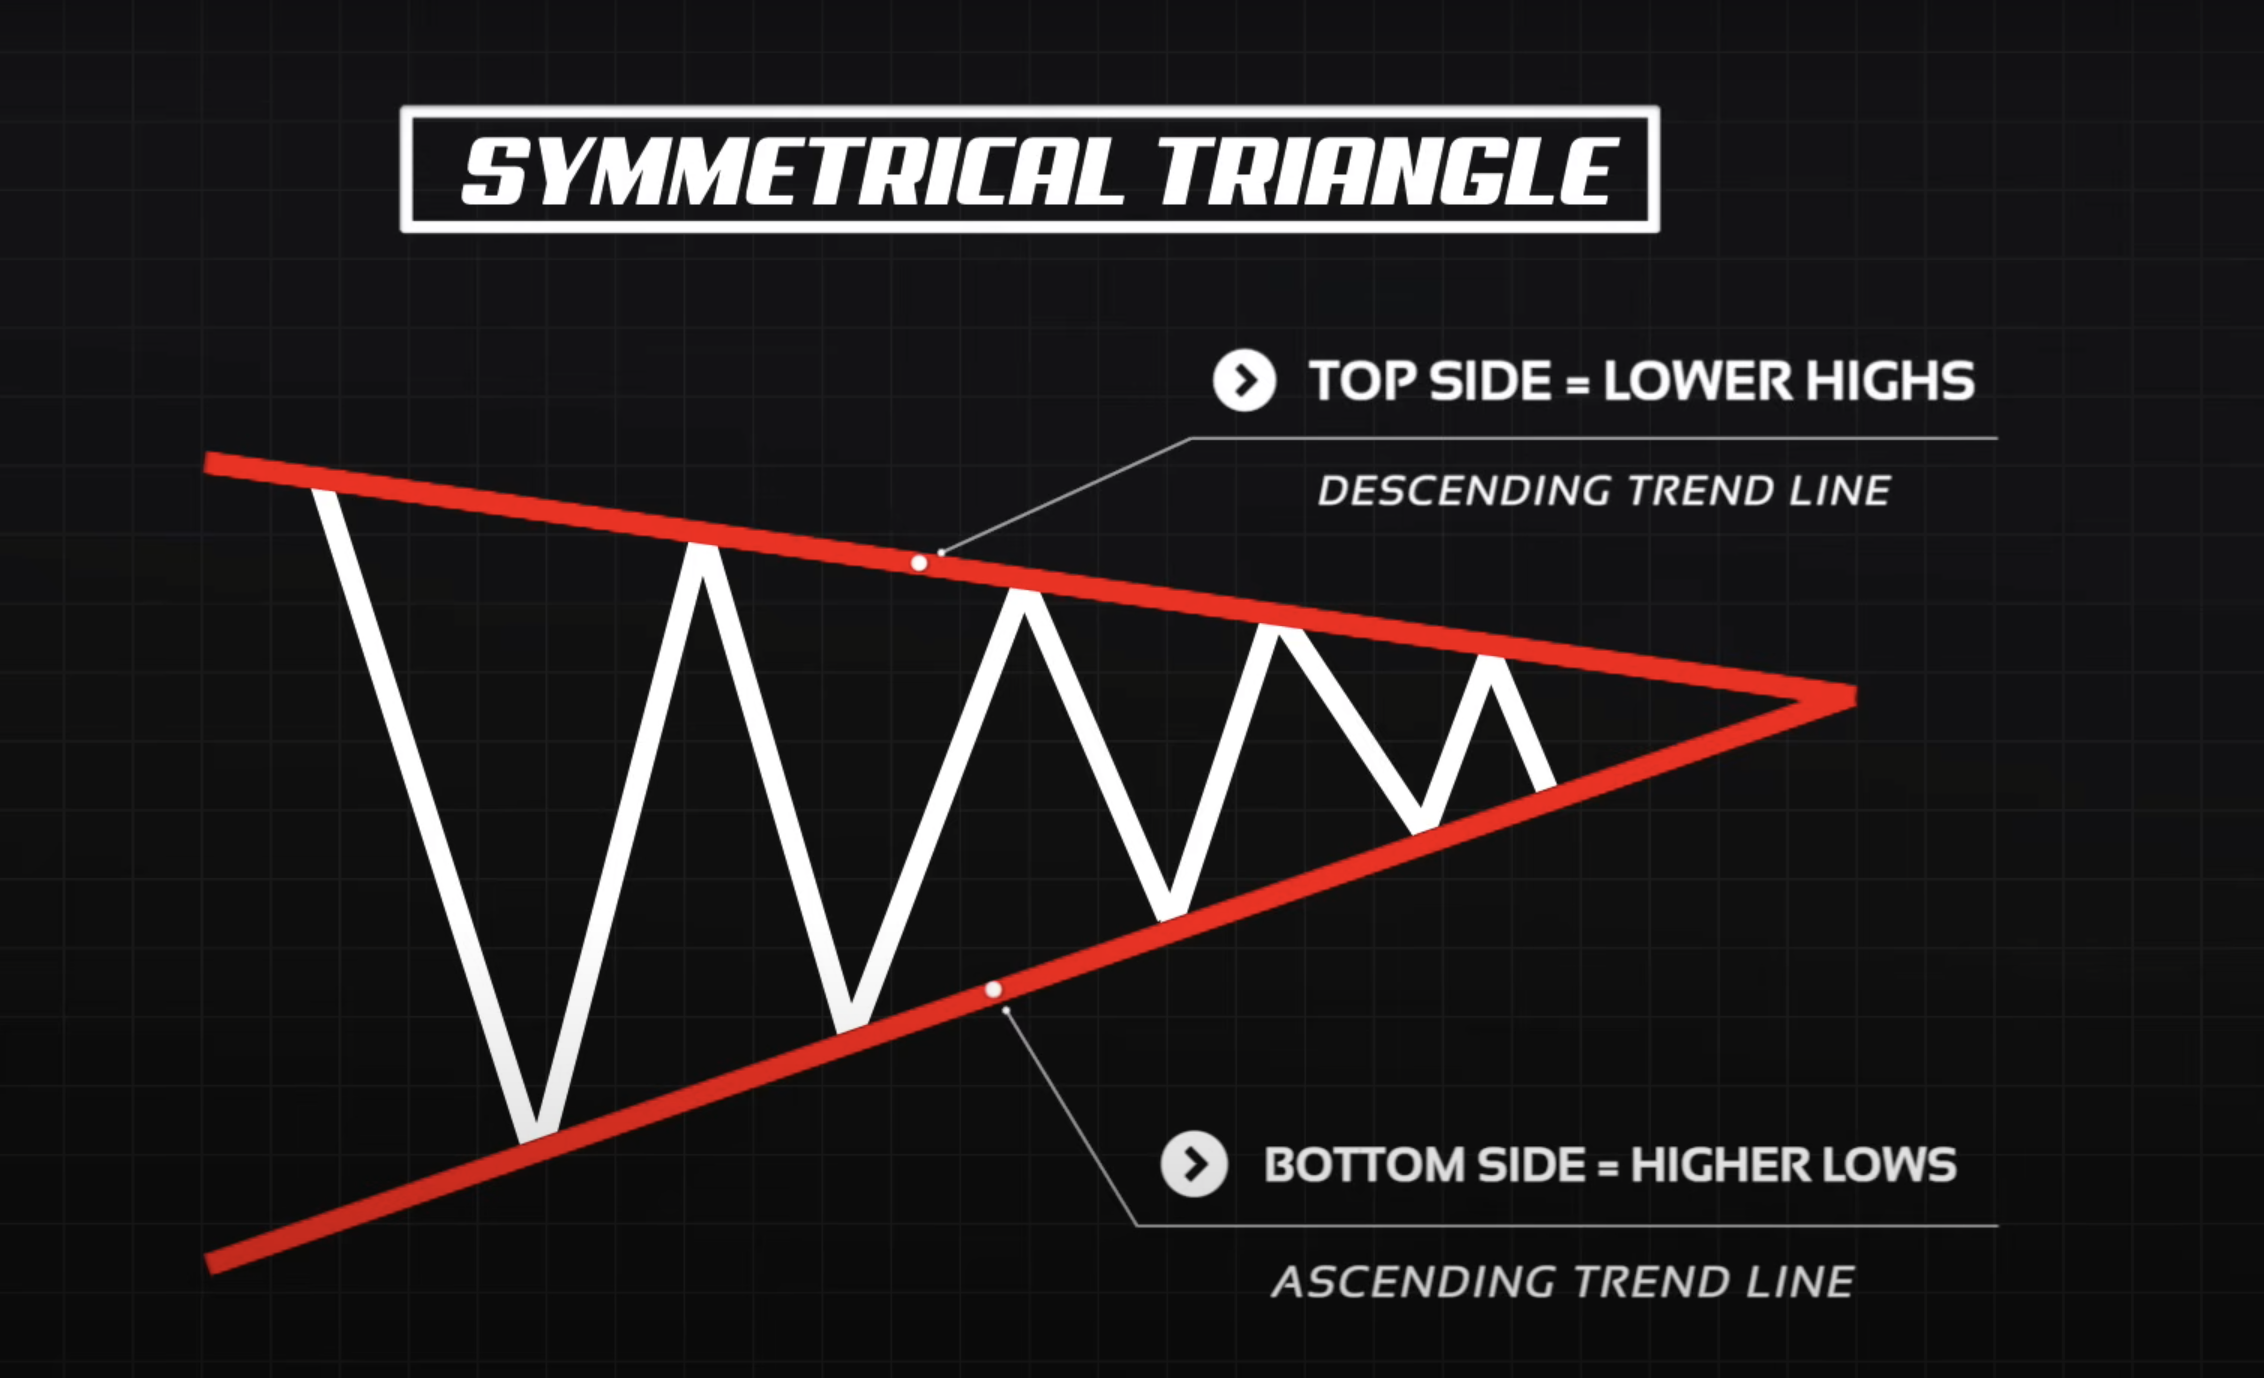 SYMMETRICAL TRIANGLE
TOP SIDE = LOWER HIGHS
DESCENDING TREND LINE
BOTTOM SIDE = HIGHER LOWS
ASCENDING TREND LINE